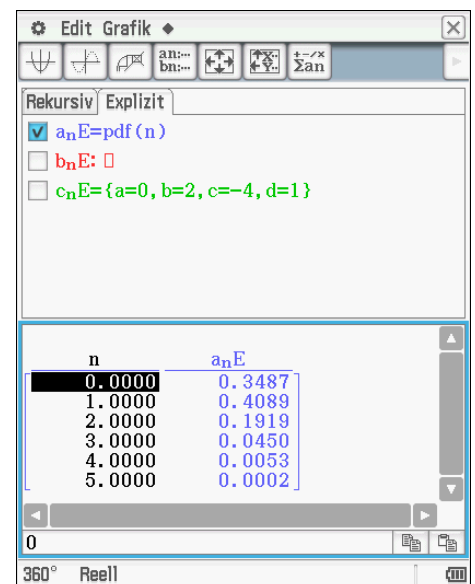 Edit Grafik
an:… bn:… Σan
Rekursiv Explizit
anE=pdf(n)
bnE:
cnE={a=0,b=2,c=-4,d=1}
n anE
0.0000 0.3487
1.0000 0.4089
2.0000 0.1919
3.0000 0.0450
4.0000 0.0053
5.0000 0.0002
0
360° Reell